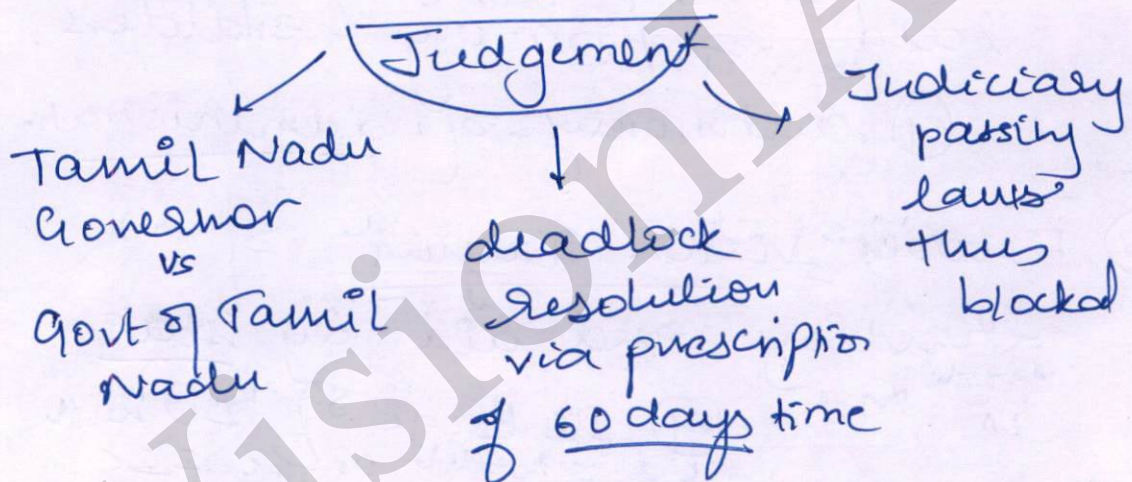 Judgement
Tamil Nadu
Governor
vs
Govt of Tamil
Nadu
deadlock
resolution
via prescription
of 60 days time
Judiciary
passing
laws
thus
blocked